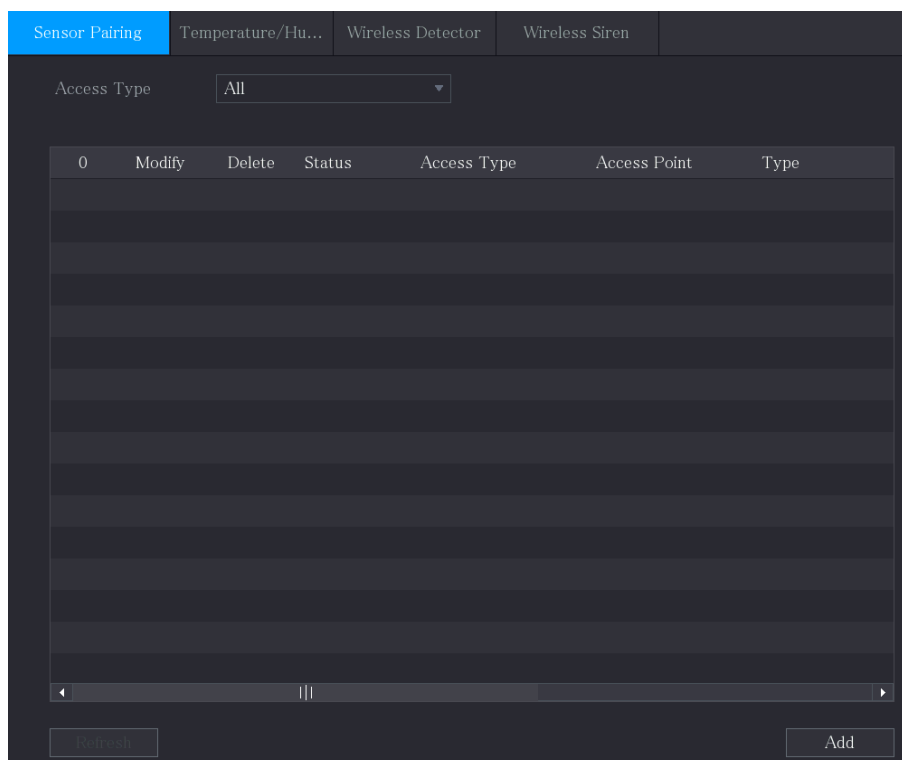 Sensor Pairing Temperature/Hu... Wireless Detector Wireless Siren
Access Type All
0 Modify Delete Status Access Type Access Point Type
Refresh Add